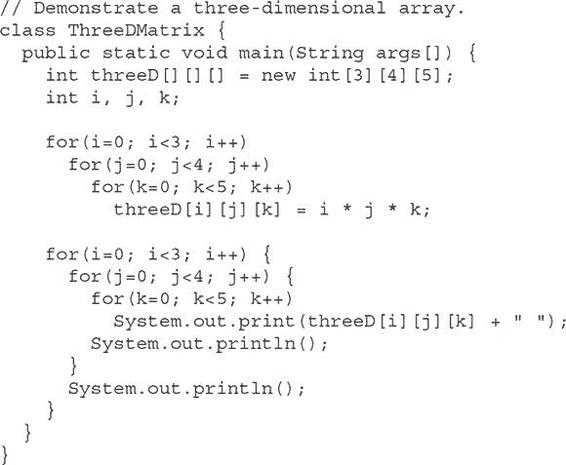 // Demonstrate a three-dimensional array.
class ThreeDMatrix {
  public static void main(String args[]) {
    int threeD[][][] = new int[3][4][5];
    int i, j, k;

    for(i=0; i<3; i++)
      for(j=0; j<4; j++)
        for(k=0; k<5; k++)
          threeD[i][j][k] = i * j * k;

    for(i=0; i<3; i++) {
      for(j=0; j<4; j++) {
        for(k=0; k<5; k++)
          System.out.print(threeD[i][j][k] + " ");
        System.out.println();
      }
      System.out.println();
    }
  }
}